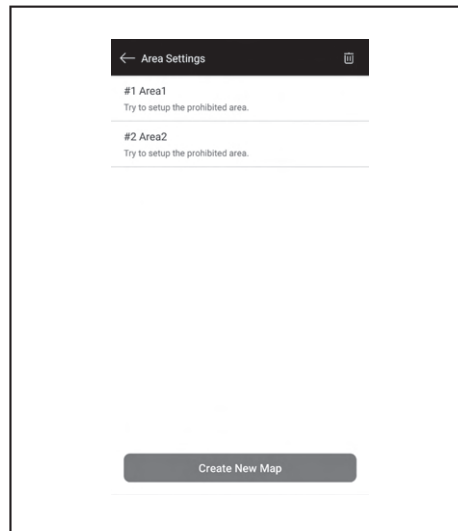 Area Settings
#1 Area1
Try to setup the prohibited area.
#2 Area2
Try to setup the prohibited area.
Create New Map